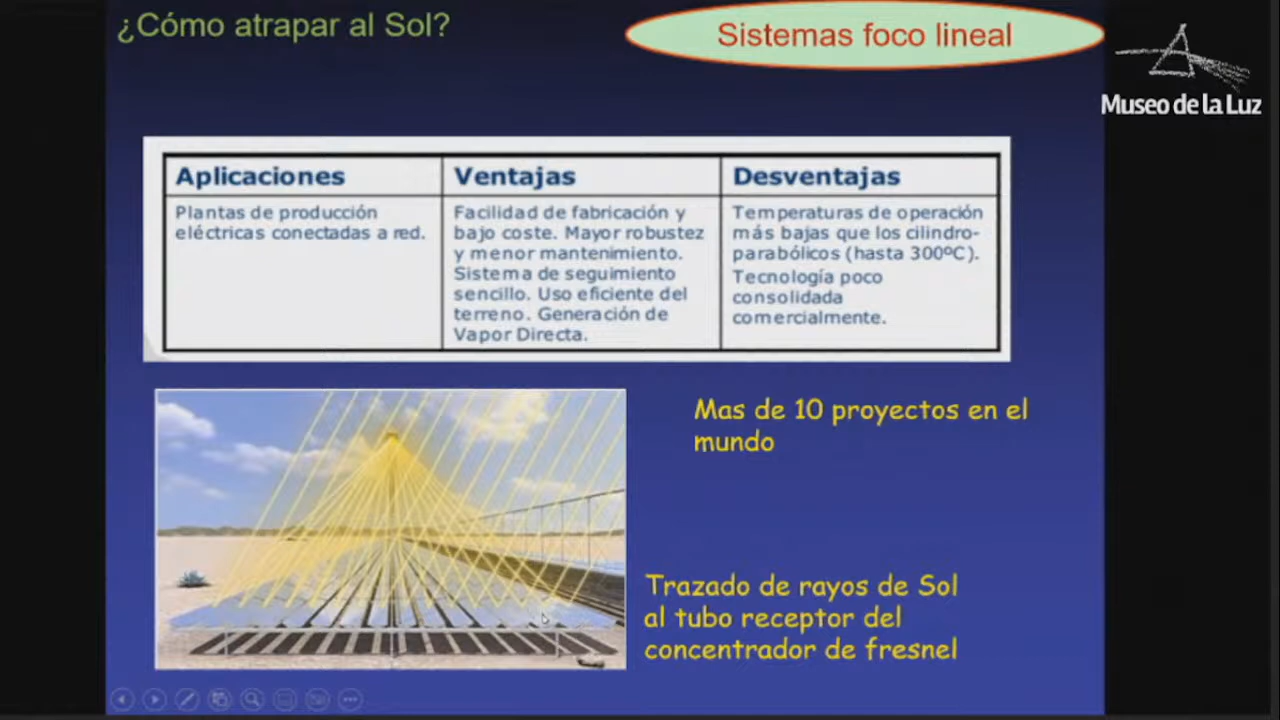 ¿Cómo atrapar al Sol?
Sistemas foco lineal
Museo de la Luz
Aplicaciones
Plantas de producción
eléctricas conectadas a red.
Ventajas
Facilidad de fabricación y
bajo coste. Mayor robustez
y menor mantenimiento.
Sistema de seguimiento
sencillo. Uso eficiente del
terreno. Generación de
Vapor Directa.
Desventajas
Temperaturas de operación
más bajas que los cilindro-
parabólicos (hasta 300ºC).
Tecnología poco
consolidada
comercialmente.
Mas de 10 proyectos en el
mundo
Trazado de rayos de Sol
al tubo receptor del
concentrador de fresnel